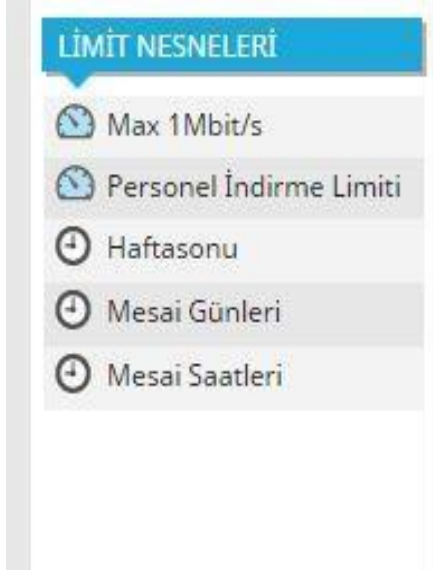 LİMİT NESNELERİ
Max 1Mbit/s
Personel İndirme Limiti
Haftasonu
Mesai Günleri
Mesai Saatleri